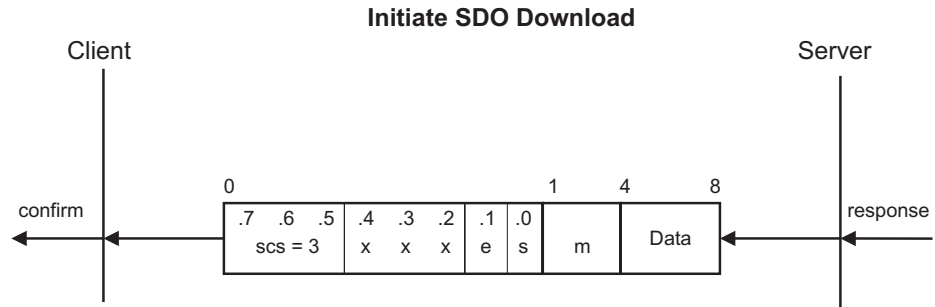 Initiate SDO Download
Client Server
0 1 4 8
confirm response
.7 .6 .5 .4 .3 .2 .1 .0
scs = 3 x x x e s m Data